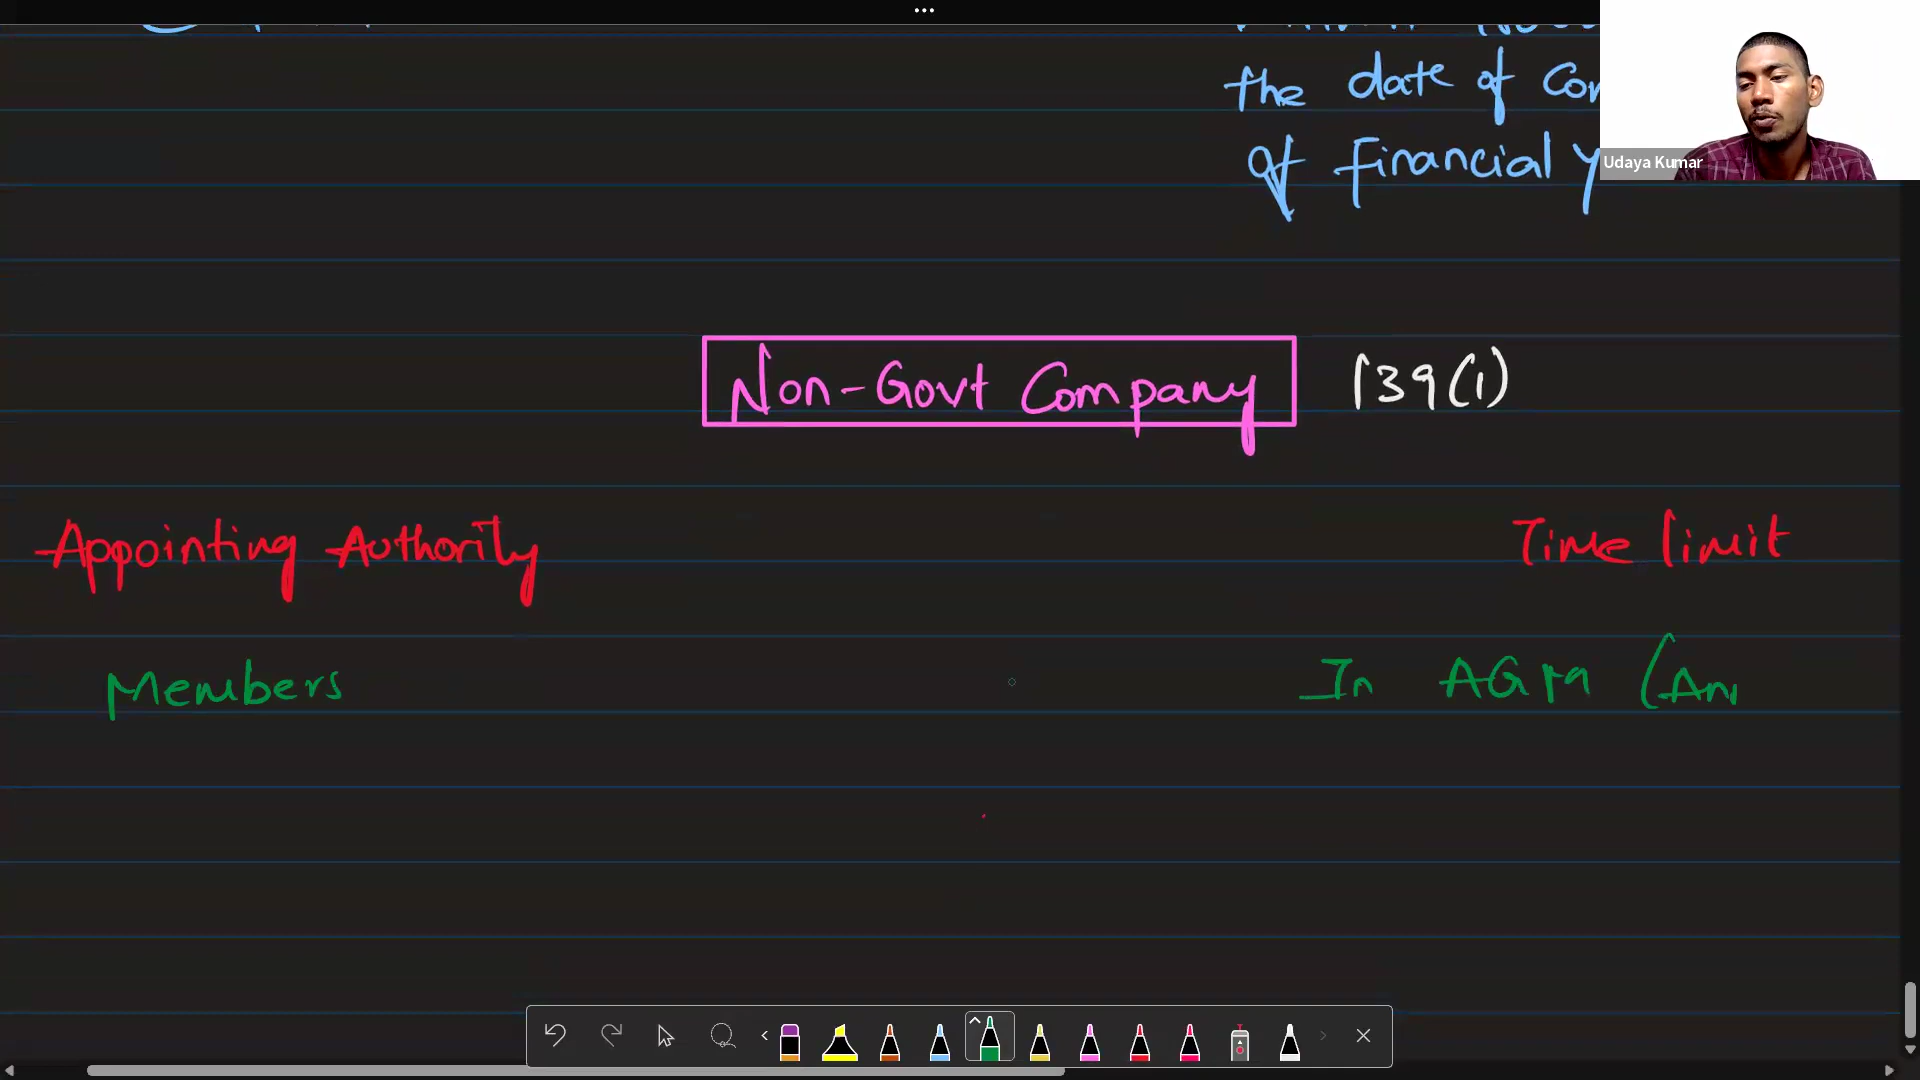 the date of
of financial
Udaya Kumar
Non-Govt Company 139(1)
Appointing Authority Time limit
Members In AGM (An